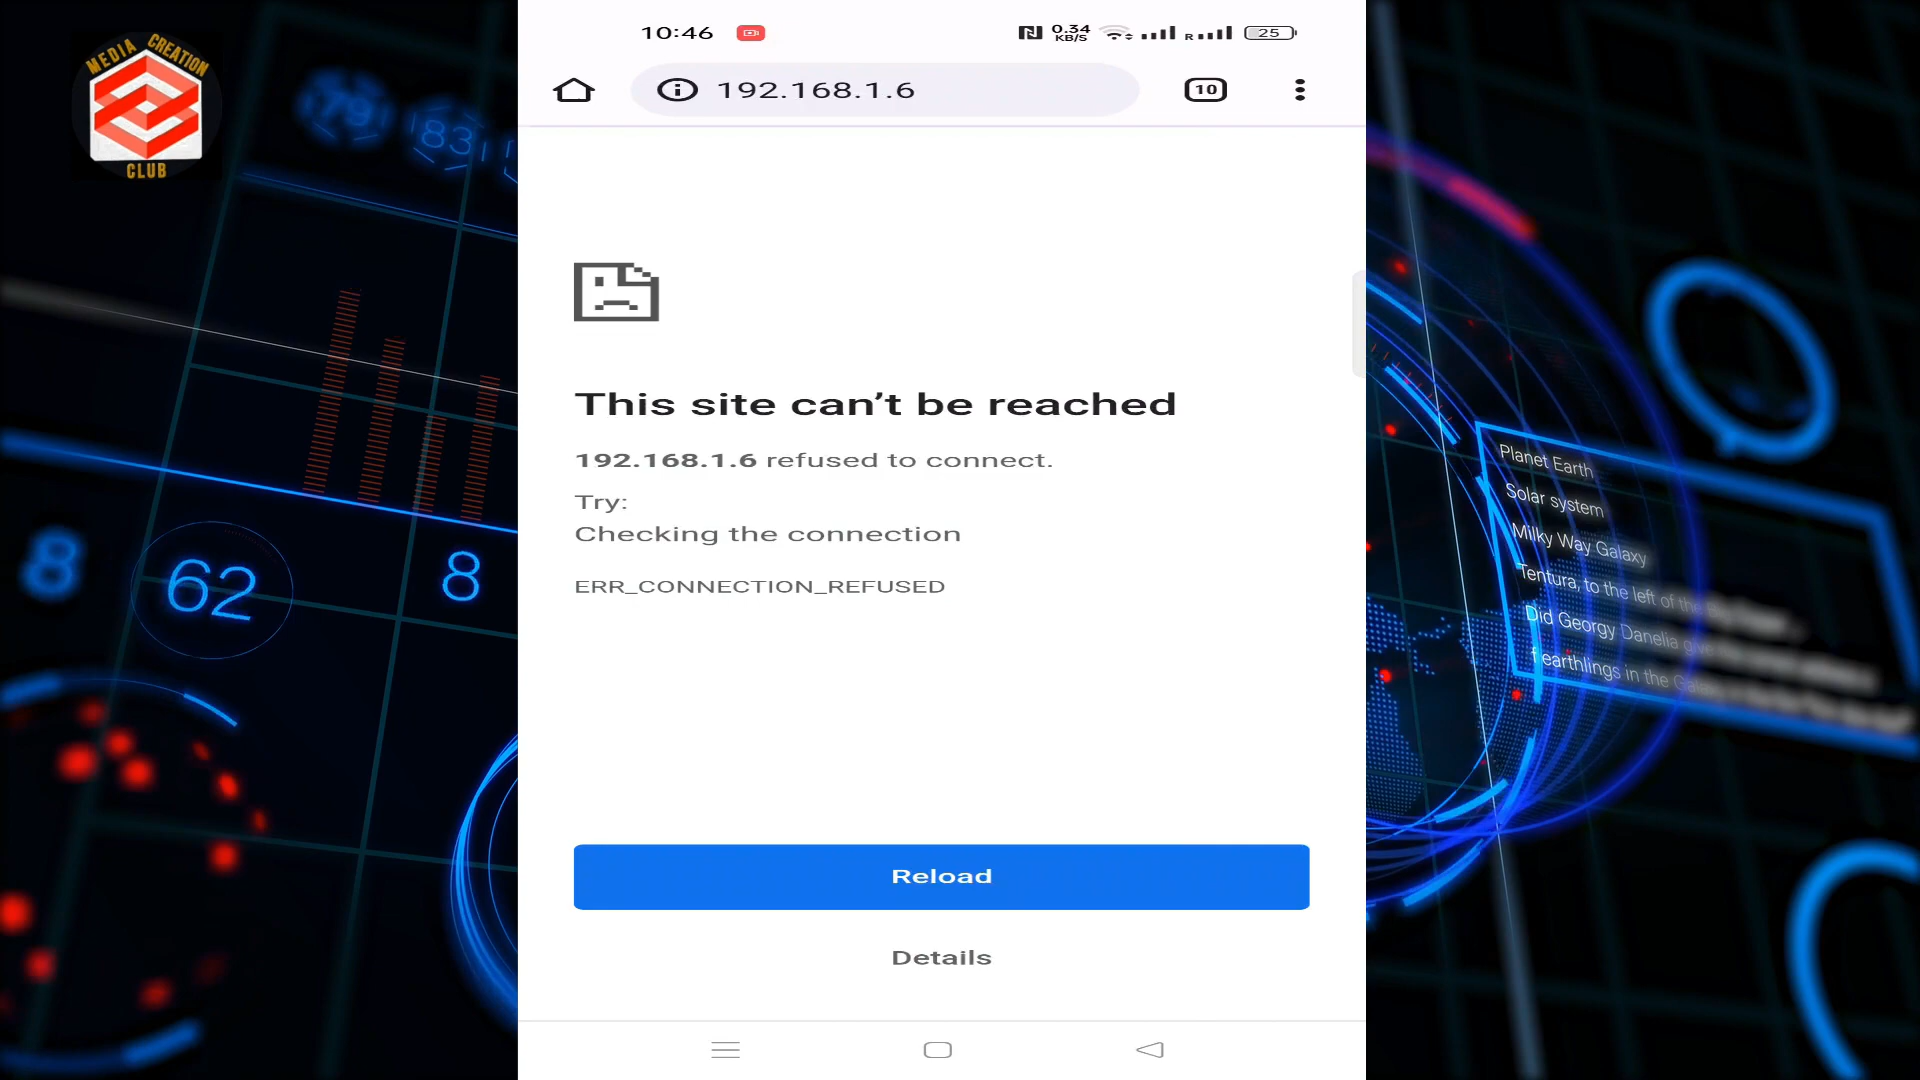 MEDIA CREATION
CLUB
79
83
8
62
8
10:46
0.34
KB/S
R
25
192.168.1.6
10
This site can't be reached
192.168.1.6 refused to connect.
Try:
Checking the connection
ERR_CONNECTION_REFUSED
Reload
Details
Planet Earth
Solar system
Milky Way Galaxy
Tentura, to the left of the
Did Georgy Danelia
f earthlings in the